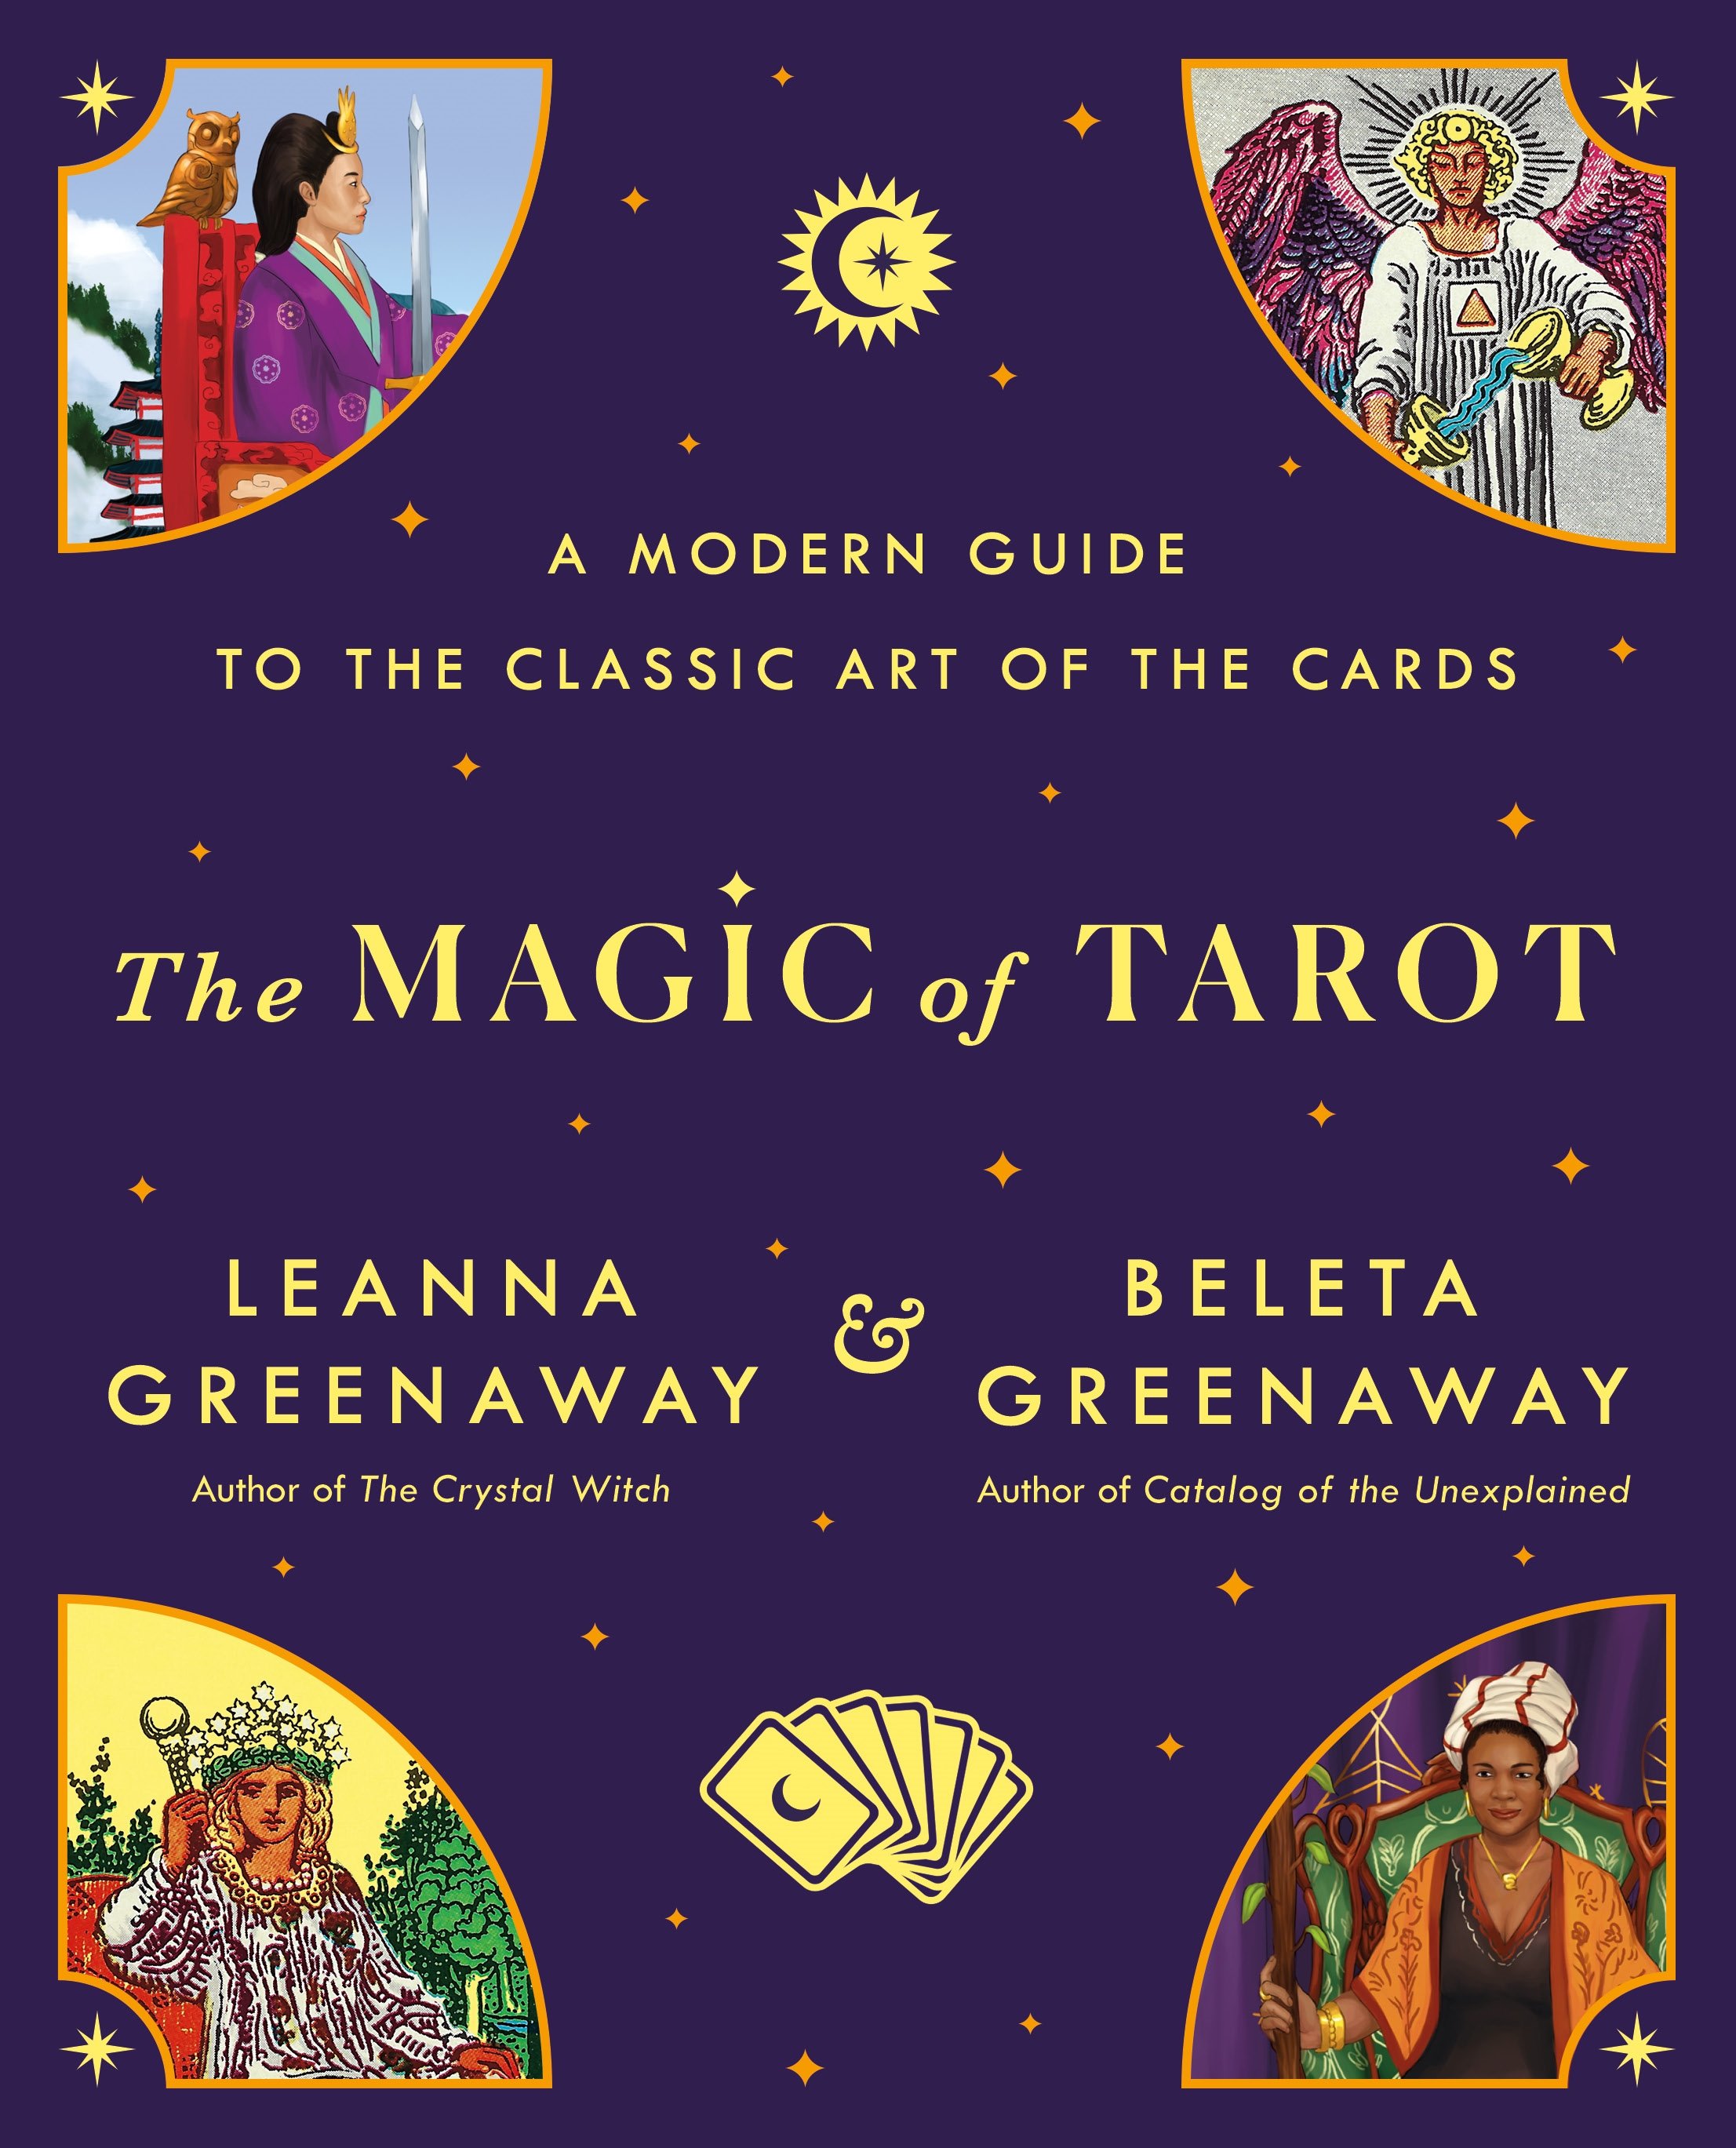 A MODERN GUIDE
TO THE CLASSIC ART OF THE CARDS
The MAGIC of TAROT
LEANNA
GREENAWAY
&
BELETA
GREENAWAY
Author of The Crystal Witch
Author of Catalog of the Unexplained